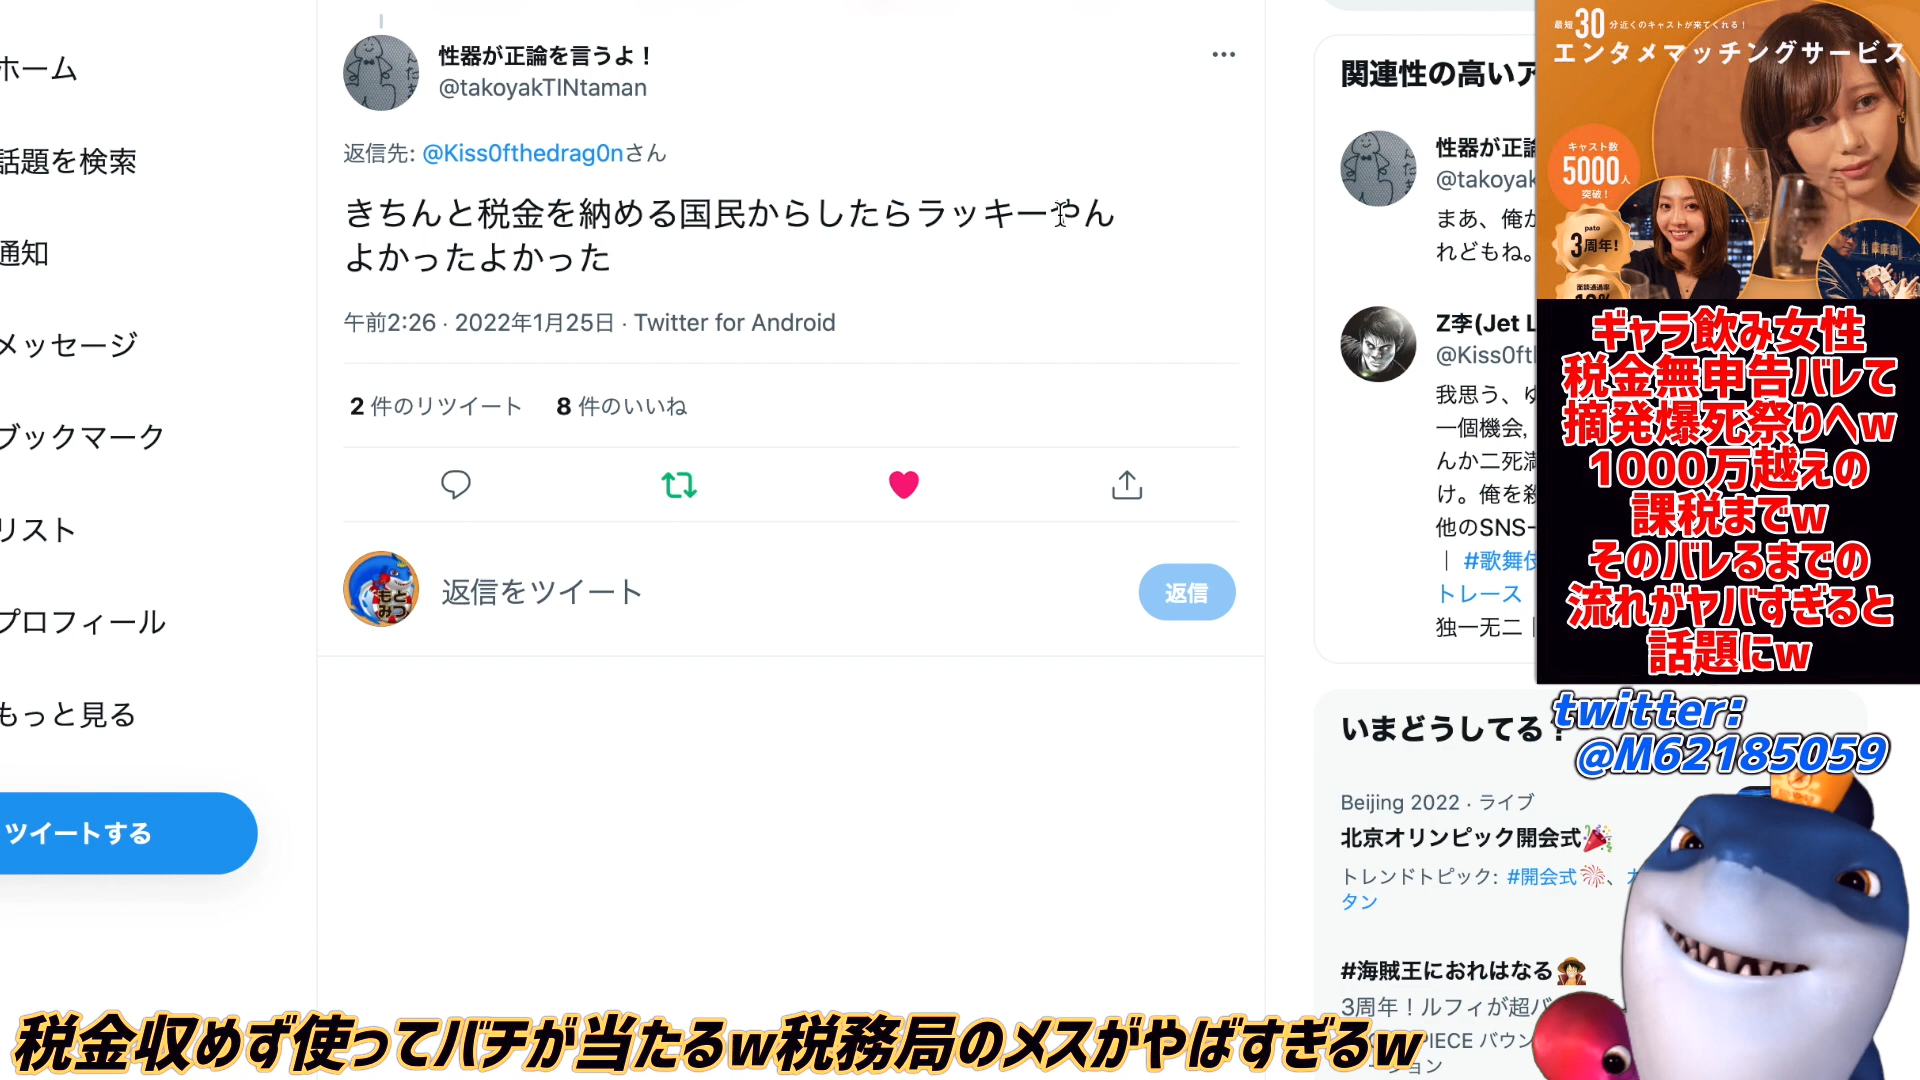 ホーム
話題を検索
通知
メッセージ
ブックマーク
リスト
プロフィール
もっと見る
ツイートする
性器が正論を言うよ！
@takoyakTINtaman
返信先: @Kiss0fthedrag0nさん
きちんと税金を納める国民からしたらラッキーやん
よかったよかった
午前2:26 · 2022年1月25日 · Twitter for Android
2 件のリツイート 8 件のいいね
もと
みつ
返信をツイート
返信
関連性の高いア
性器が正論
@takoyak
まあ、俺か
れどもね。
Z李(Jet L
@Kiss0ft
我思う、ゆ
一個機会,
んか二死満
け。俺を殺
他のSNS-
｜ #歌舞伎
トレース
独一无二 |
いまどうしてる？
Beijing 2022 · ライブ
北京オリンピック開会式
トレンドトピック: #開会式、カ
タン
#海賊王におれはなる
3周年！ルフィが超バ
PIECE バウン
ション
最短30分近くのキャストが来てくれる！
エンタメマッチングサービス
キャスト数
5000人
突破！
pato
3周年!
面談通過率
ギャラ飲み女性
税金無申告バレて
摘発爆死祭りへw
1000万越えの
課税までw
そのバレるまでの
流れがヤバすぎると
話題にw
twitter:
@M62185059
税金収めず使ってバチが当たるw税務局のメスがやばすぎるw